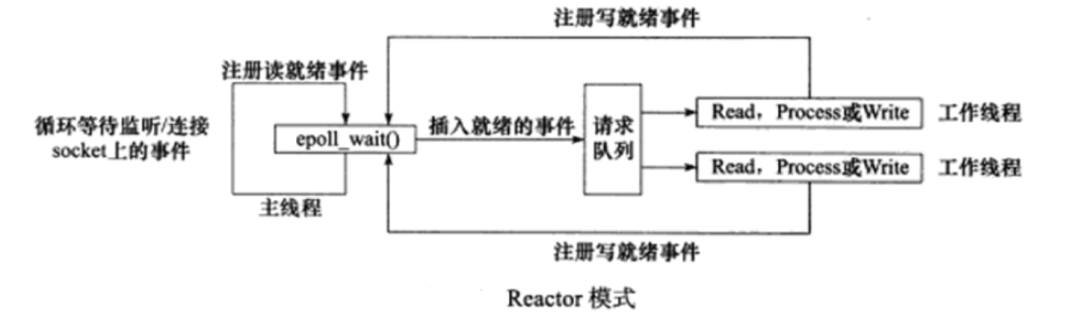 注册写就绪事件
注册读就绪事件
循环等待监听/连接
socket上的事件
epoll_wait()
插入就绪的事件
请求
队列
Read，Process或Write
工作线程
Read，Process或Write
工作线程
主线程
注册写就绪事件
Reactor 模式